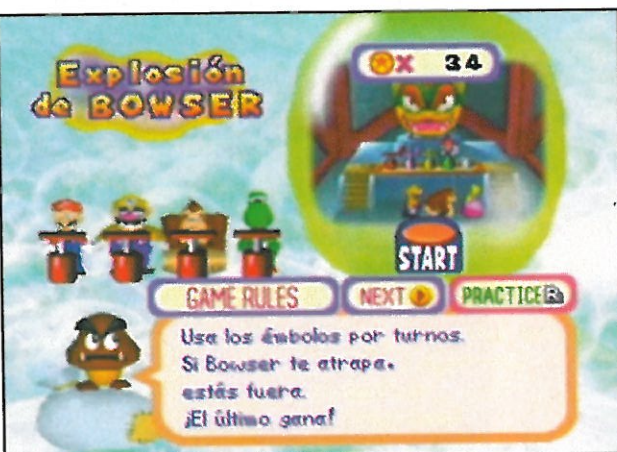 Explosión
de BOWSER
x 34
START
GAME RULES
NEXT
PRACTICE R
Usa los émbolos por turnos.
Si Bowser te atrapa,
estás fuera.
¡El último gana!